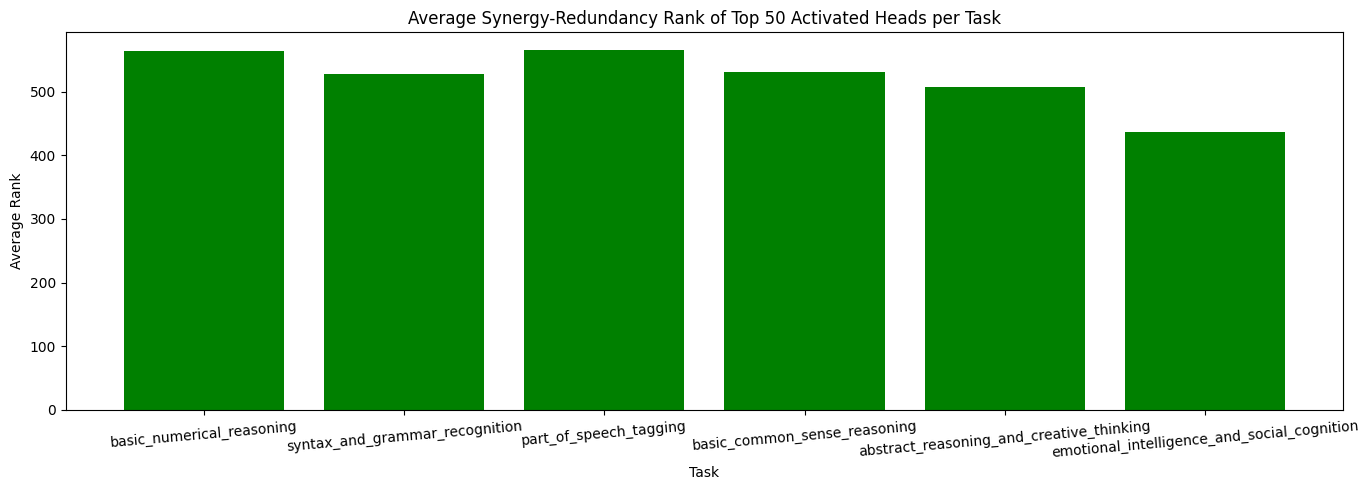 Average Synergy-Redundancy Rank of Top 50 Activated Heads per Task
Average Rank
500
400
300
200
100
0
basic_numerical_reasoning
syntax_and_grammar_recognition
part_of_speech_tagging
basic_common_sense_reasoning
abstract_reasoning_and_creative_thinking
emotional_intelligence_and_social_cognition
Task